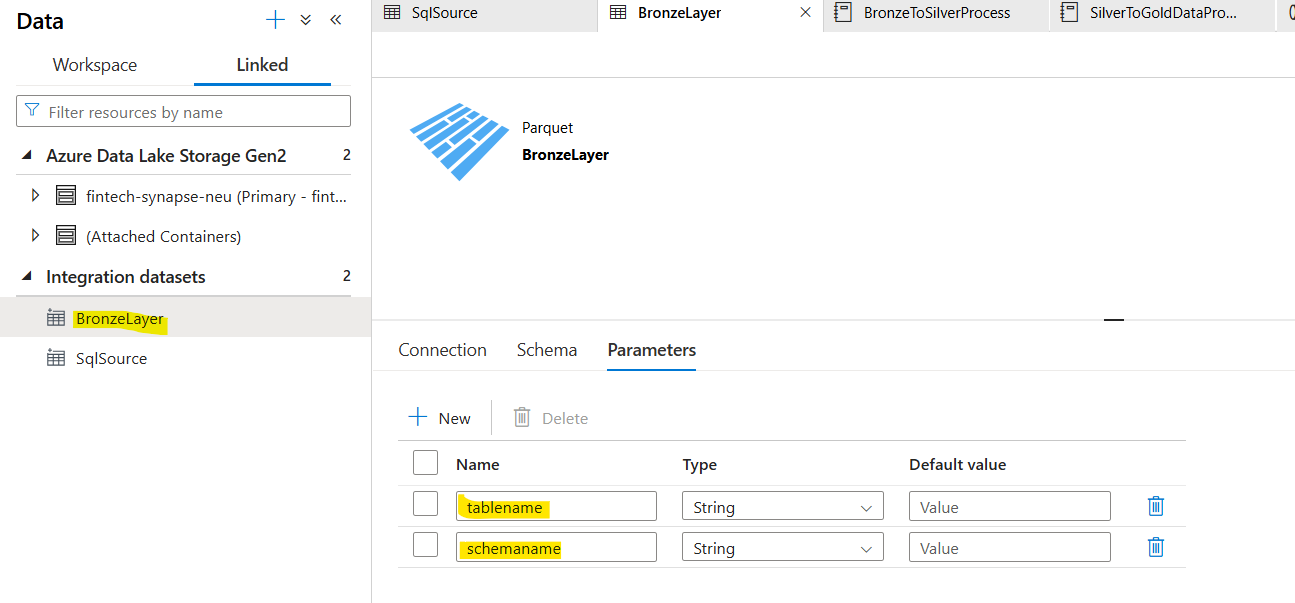 Data
Workspace
Linked
Filter resources by name
Azure Data Lake Storage Gen2 2
fintech-synapse-neu (Primary - fint...
(Attached Containers)
Integration datasets 2
BronzeLayer
SqlSource
SqlSource
BronzeLayer
BronzeToSilverProcess
SilverToGoldDataPro...
Parquet
BronzeLayer
Connection
Schema
Parameters
New
Delete
Name Type Default value
tablename String Value
schemaname String Value